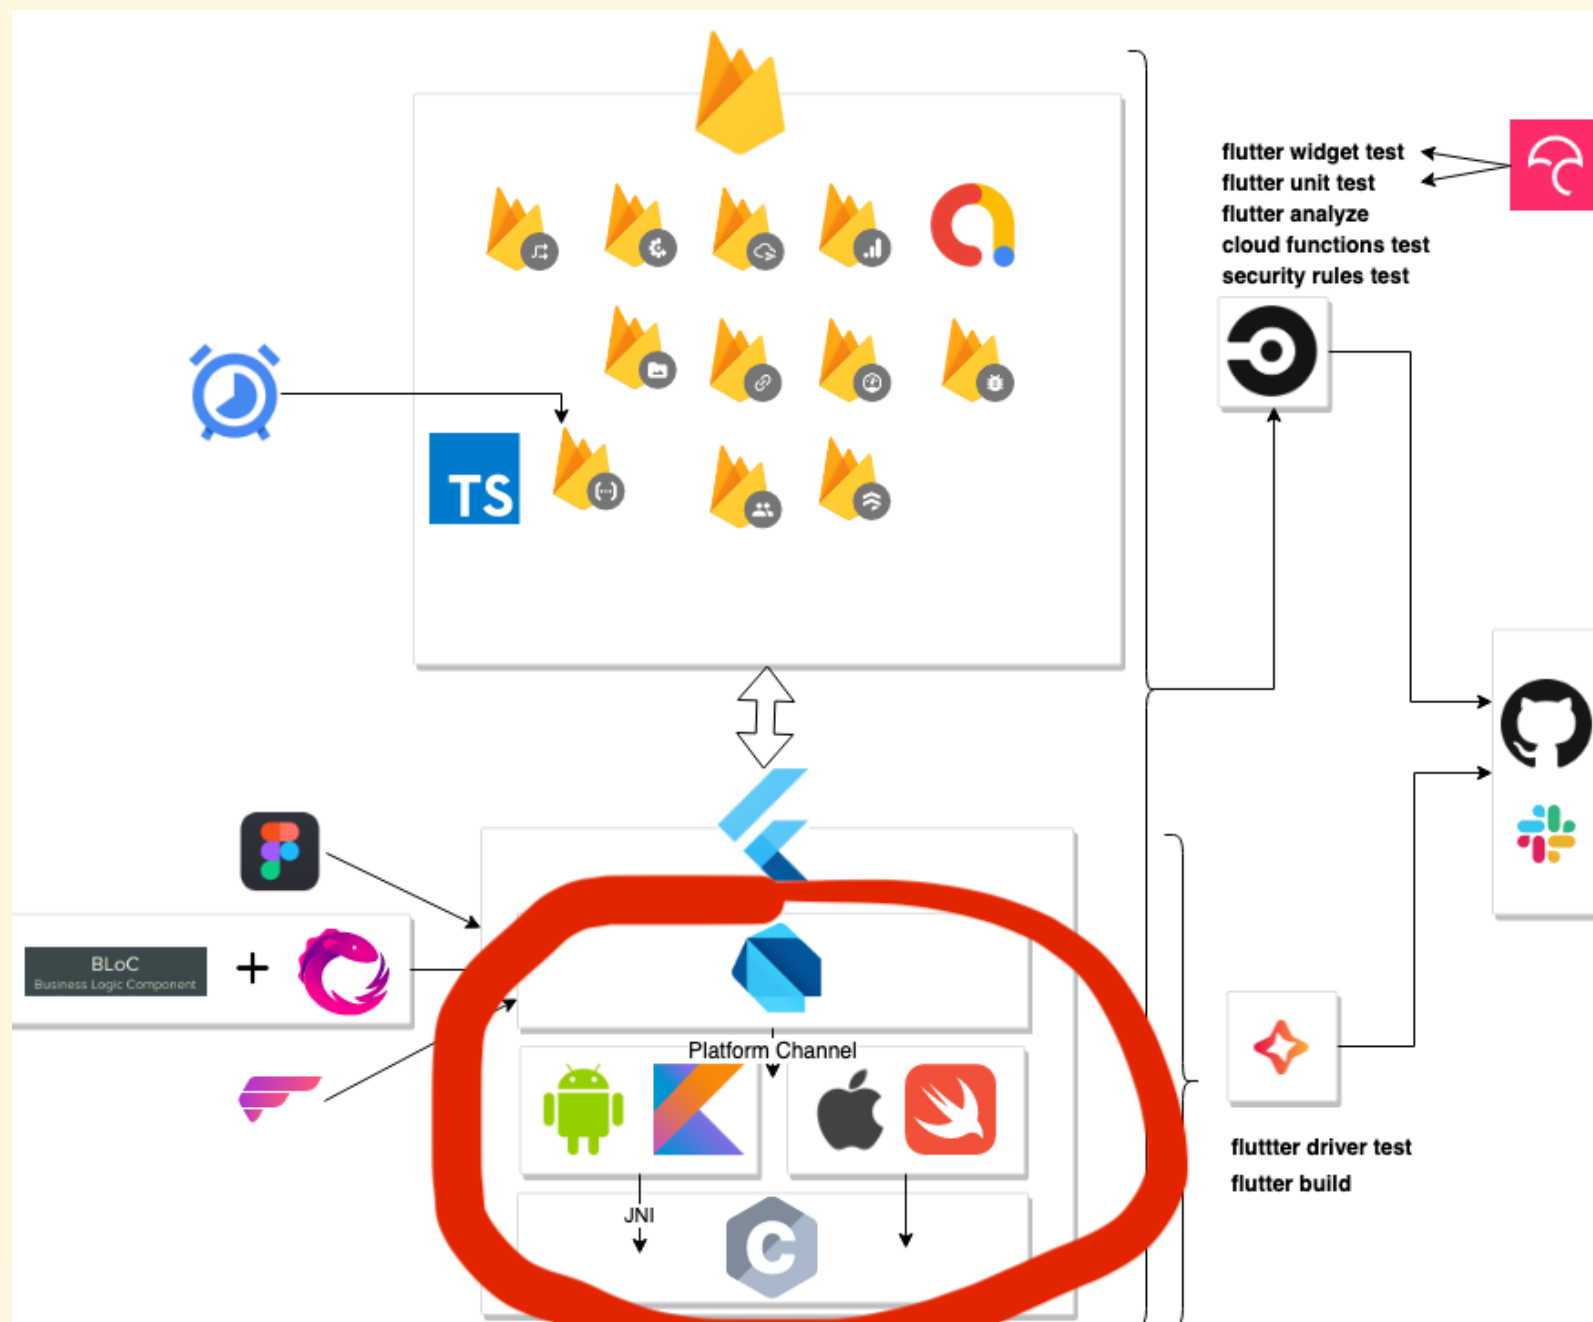 flutter widget test
flutter unit test
flutter analyze
cloud functions test
security rules test
TS
BLoC
Business Logic Component
+
Platform Channel
JNI
C
fluttter driver test
flutter build